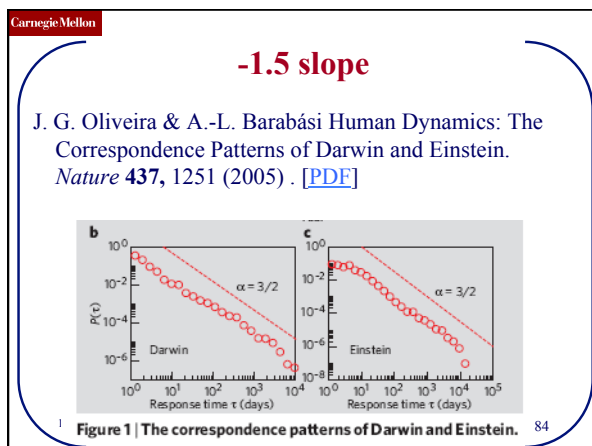 Carnegie Mellon
-1.5 slope
J. G. Oliveira & A.-L. Barabási Human Dynamics: The
Correspondence Patterns of Darwin and Einstein.
Nature 437, 1251 (2005) . [PDF]
b
c
10^0
10^-2
10^-4
10^-6
P(τ)
α = 3/2
Darwin
10^0 10^1 10^2 10^3 10^4
Response time τ (days)
10^0
10^-2
10^-4
10^-6
10^-8
α = 3/2
Einstein
10^0 10^1 10^2 10^3 10^4 10^5
Response time τ (days)
1
Figure 1 | The correspondence patterns of Darwin and Einstein.
84